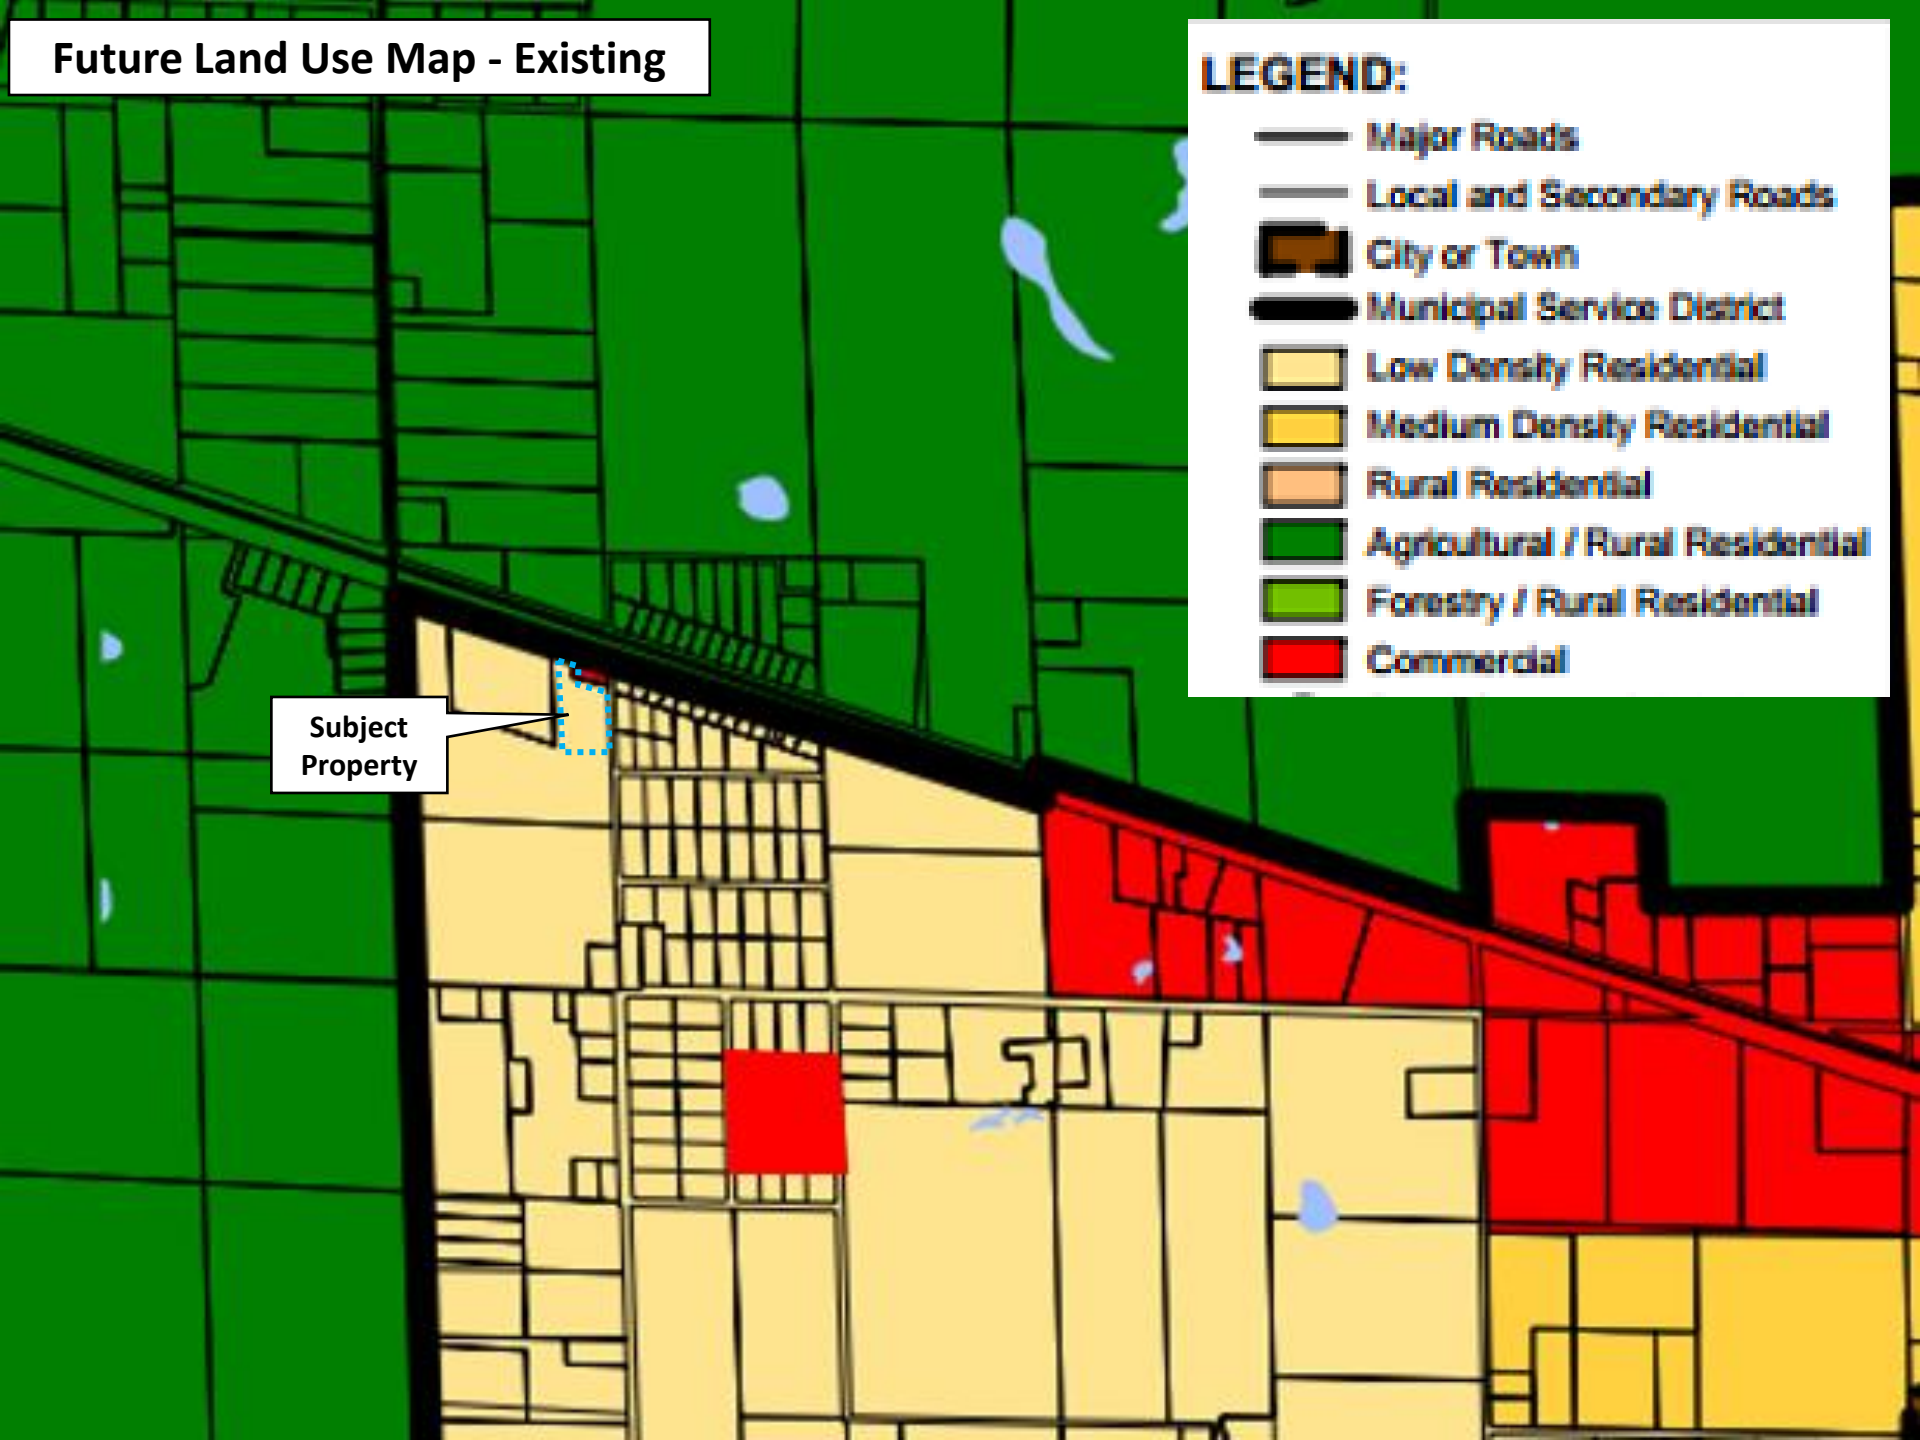 Future Land Use Map - Existing
LEGEND:
Major Roads
Local and Secondary Roads
City or Town
Municipal Service District
Low Density Residential
Medium Density Residential
Rural Residential
Agricultural / Rural Residential
Forestry / Rural Residential
Commercial
Subject
Property